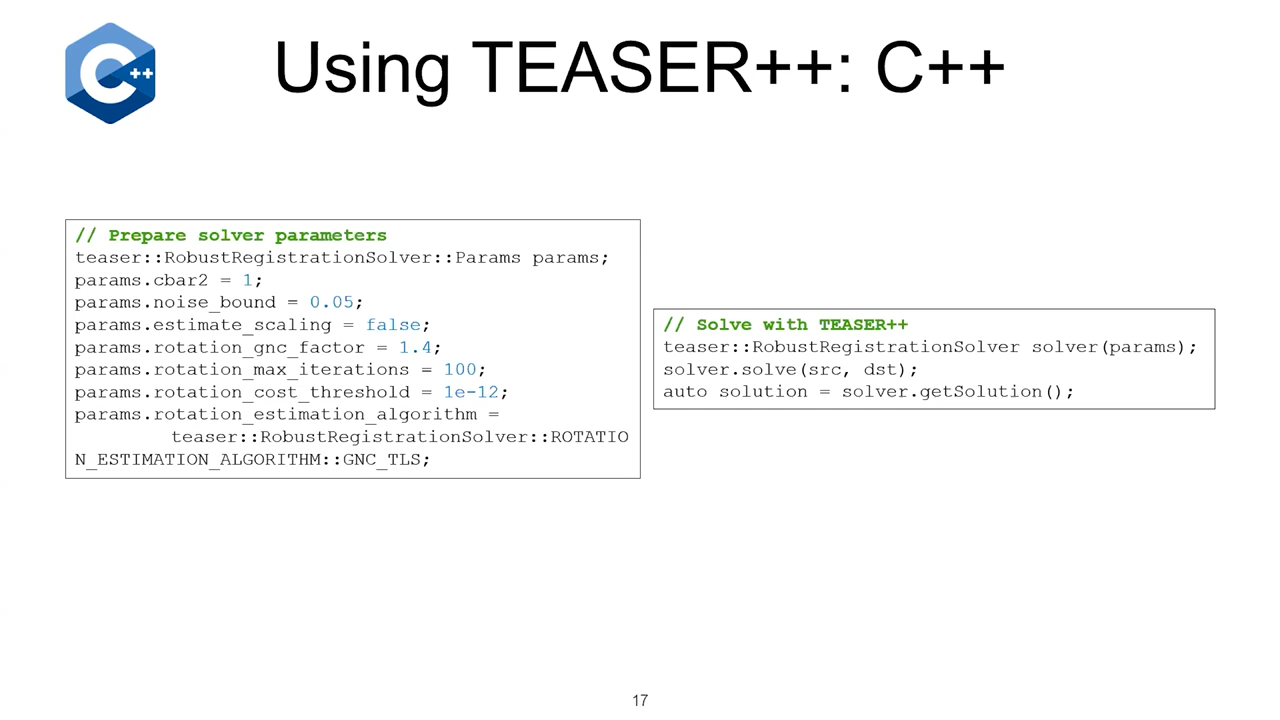 C++
Using TEASER++: C++
// Prepare solver parameters
teaser::RobustRegistrationSolver::Params params;
params.cbar2 = 1;
params.noise_bound = 0.05;
params.estimate_scaling = false;
params.rotation_gnc_factor = 1.4;
params.rotation_max_iterations = 100;
params.rotation_cost_threshold = 1e-12;
params.rotation_estimation_algorithm =
teaser::RobustRegistrationSolver::ROTATIO
N_ESTIMATION_ALGORITHM::GNC_TLS;
// Solve with TEASER++
teaser::RobustRegistrationSolver solver(params);
solver.solve(src, dst);
auto solution = solver.getSolution();
17